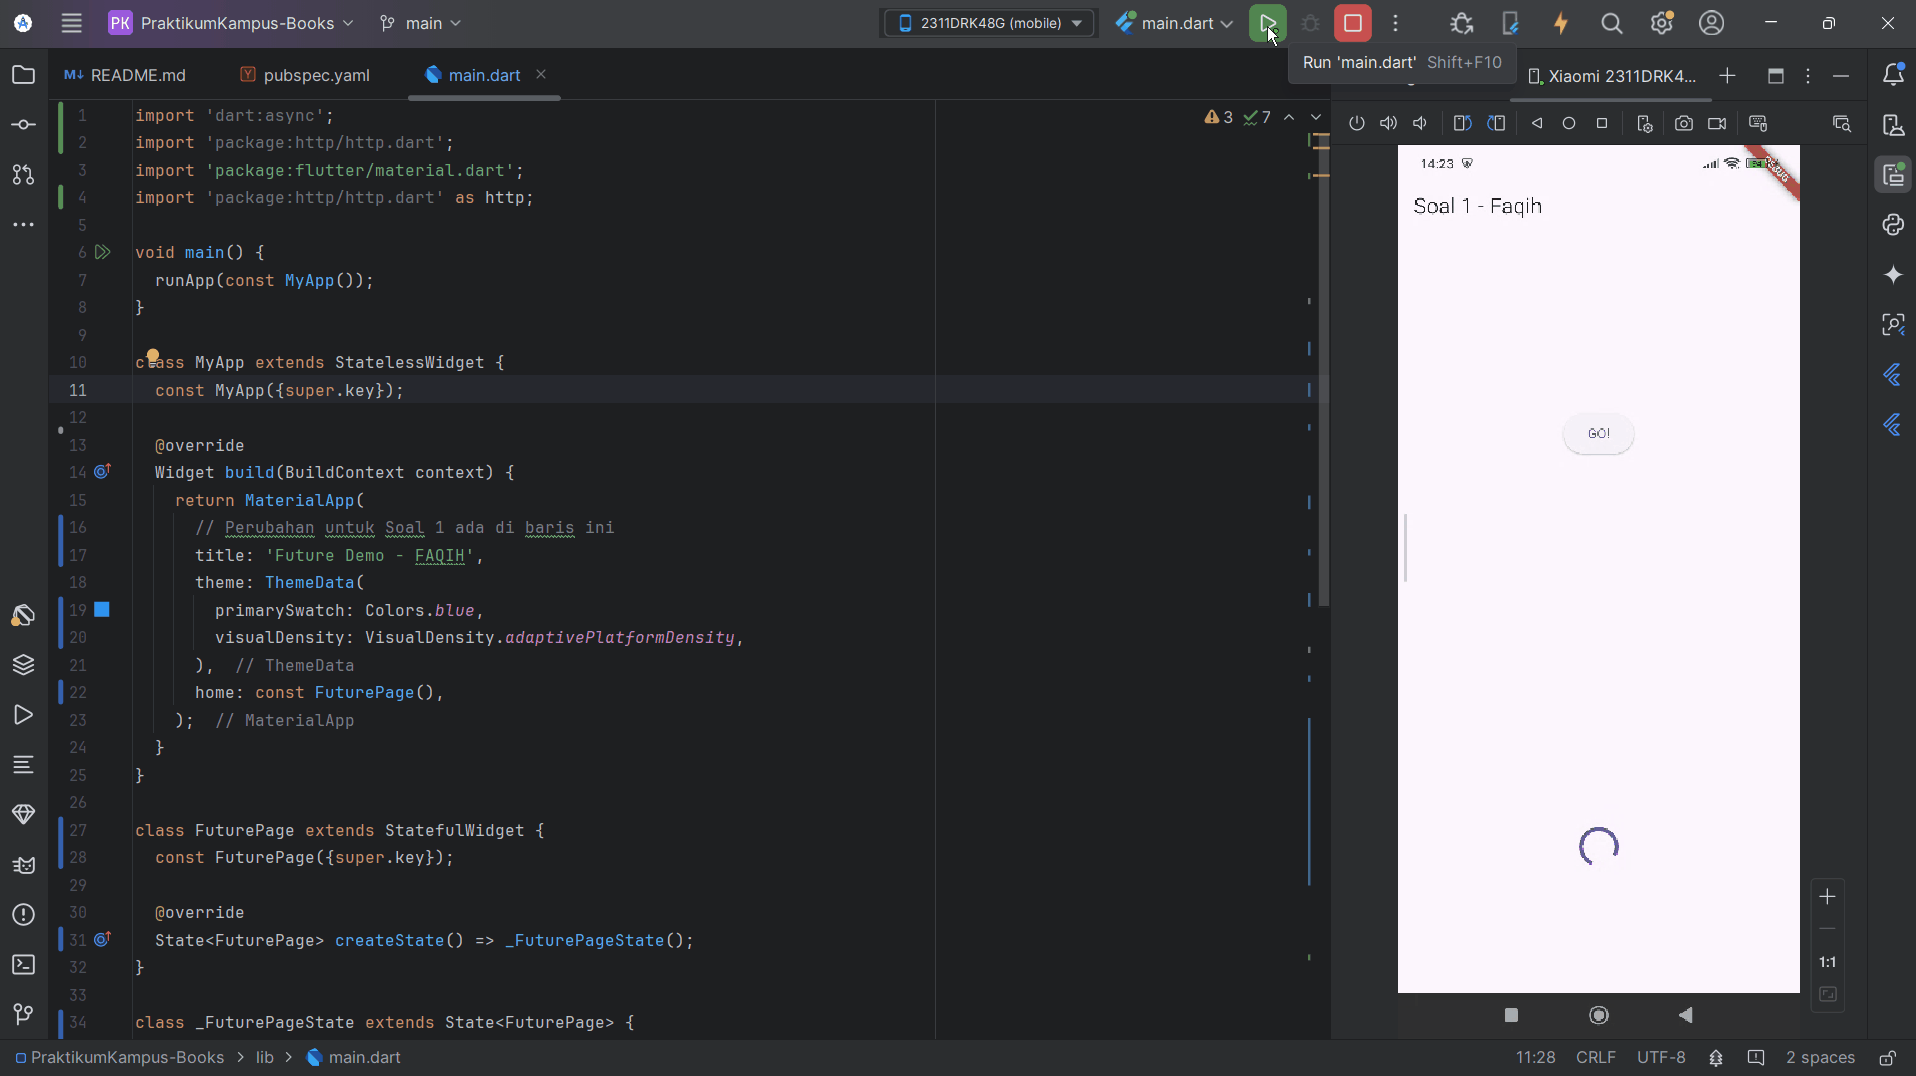 PK PraktikumKampus-Books main 2311DRK48G (mobile) main.dart
README.md pubspec.yaml main.dart Run 'main.dart' Shift+F10 Xiaomi 2311DRK4...
1 import 'dart:async'; 3 7
2 import 'package:http/http.dart';
3 import 'package:flutter/material.dart';
4 import 'package:http/http.dart' as http;
5
6 void main() {
7 runApp(const MyApp());
8 }
9
10 class MyApp extends StatelessWidget {
11 const MyApp({super.key});
12
13 @override
14 Widget build(BuildContext context) {
15 return MaterialApp(
16 // Perubahan untuk Soal 1 ada di baris ini
17 title: 'Future Demo - FAQIH',
18 theme: ThemeData(
19 primarySwatch: Colors.blue,
20 visualDensity: VisualDensity.adaptivePlatformDensity,
21 ), // ThemeData
22 home: const FuturePage(),
23 ); // MaterialApp
24 }
25 }
26
27 class FuturePage extends StatefulWidget {
28 const FuturePage({super.key});
29
30 @override
31 State<FuturePage> createState() => _FuturePageState();
32 }
33
34 class _FuturePageState extends State<FuturePage> {
14:23
Soal 1 - Faqih
GO!
1:1
PraktikumKampus-Books > lib > main.dart 11:28 CRLF UTF-8 2 spaces